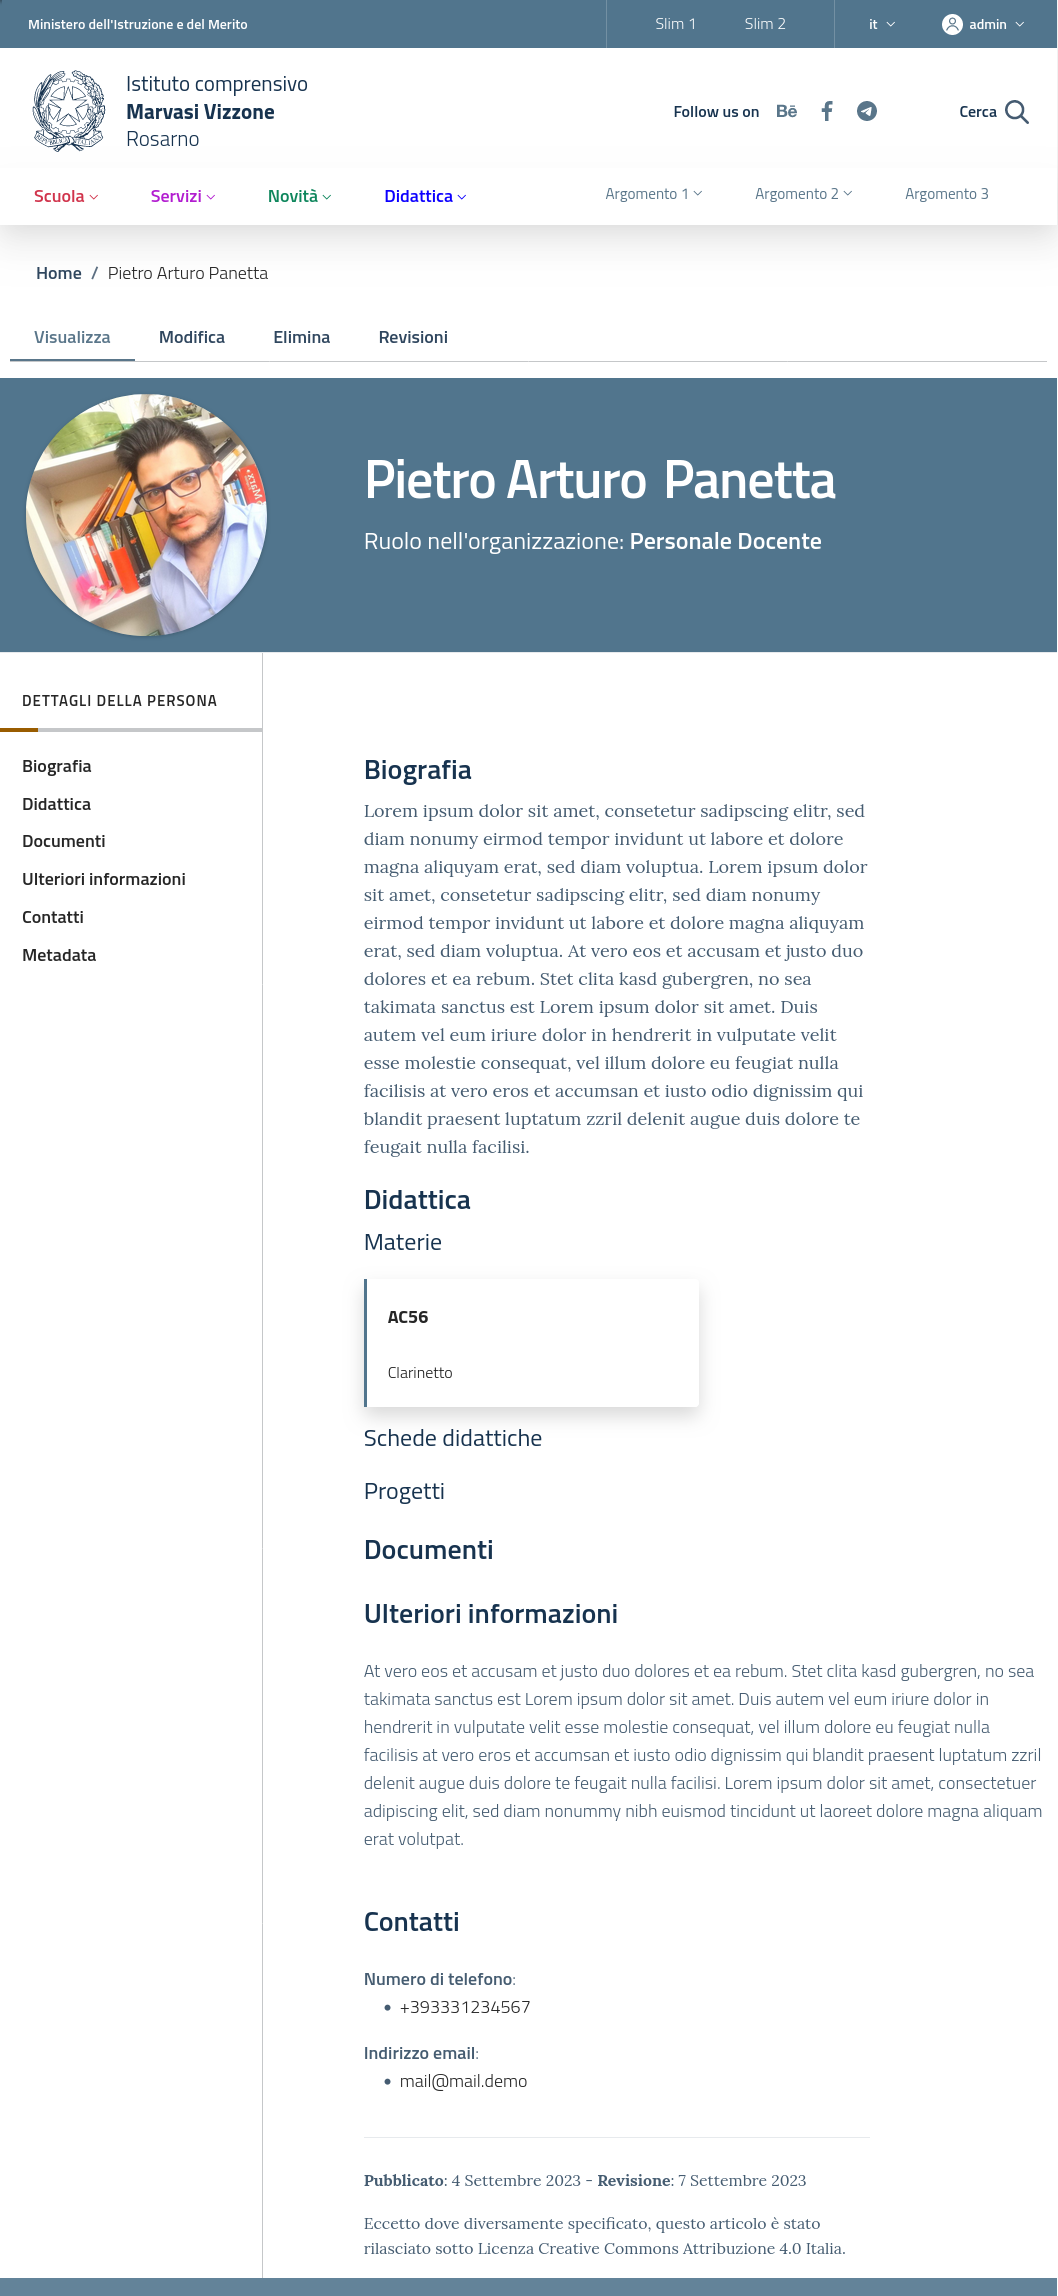 Ministero dell'Istruzione e del Merito
Slim 1
Slim 2
it
admin
Istituto comprensivo
Marvasi Vizzone
Rosarno
Follow us on
Cerca
Scuola
Servizi
Novità
Didattica
Argomento 1
Argomento 2
Argomento 3
Home / Pietro Arturo Panetta
Visualizza
Modifica
Elimina
Revisioni
Pietro Arturo Panetta
Ruolo nell'organizzazione: Personale Docente
DETTAGLI DELLA PERSONA
Biografia
Didattica
Documenti
Ulteriori informazioni
Contatti
Metadata
Biografia
Lorem ipsum dolor sit amet, consetetur sadipscing elitr, sed
diam nonumy eirmod tempor invidunt ut labore et dolore
magna aliquyam erat, sed diam voluptua. Lorem ipsum dolor
sit amet, consetetur sadipscing elitr, sed diam nonumy
eirmod tempor invidunt ut labore et dolore magna aliquyam
erat, sed diam voluptua. At vero eos et accusam et justo duo
dolores et ea rebum. Stet clita kasd gubergren, no sea
takimata sanctus est Lorem ipsum dolor sit amet. Duis
autem vel eum iriure dolor in hendrerit in vulputate velit
esse molestie consequat, vel illum dolore eu feugiat nulla
facilisis at vero eros et accumsan et iusto odio dignissim qui
blandit praesent luptatum zzril delenit augue duis dolore te
feugait nulla facilisi.
Didattica
Materie
AC56
Clarinetto
Schede didattiche
Progetti
Documenti
Ulteriori informazioni
At vero eos et accusam et justo duo dolores et ea rebum. Stet clita kasd gubergren, no sea
takimata sanctus est Lorem ipsum dolor sit amet. Duis autem vel eum iriure dolor in
hendrerit in vulputate velit esse molestie consequat, vel illum dolore eu feugiat nulla
facilisis at vero eros et accumsan et iusto odio dignissim qui blandit praesent luptatum zzril
delenit augue duis dolore te feugait nulla facilisi. Lorem ipsum dolor sit amet, consectetuer
adipiscing elit, sed diam nonummy nibh euismod tincidunt ut laoreet dolore magna aliquam
erat volutpat.
Contatti
Numero di telefono:
• +393331234567
Indirizzo email:
• mail@mail.demo
Pubblicato: 4 Settembre 2023 - Revisione: 7 Settembre 2023
Eccetto dove diversamente specificato, questo articolo è stato
rilasciato sotto Licenza Creative Commons Attribuzione 4.0 Italia.